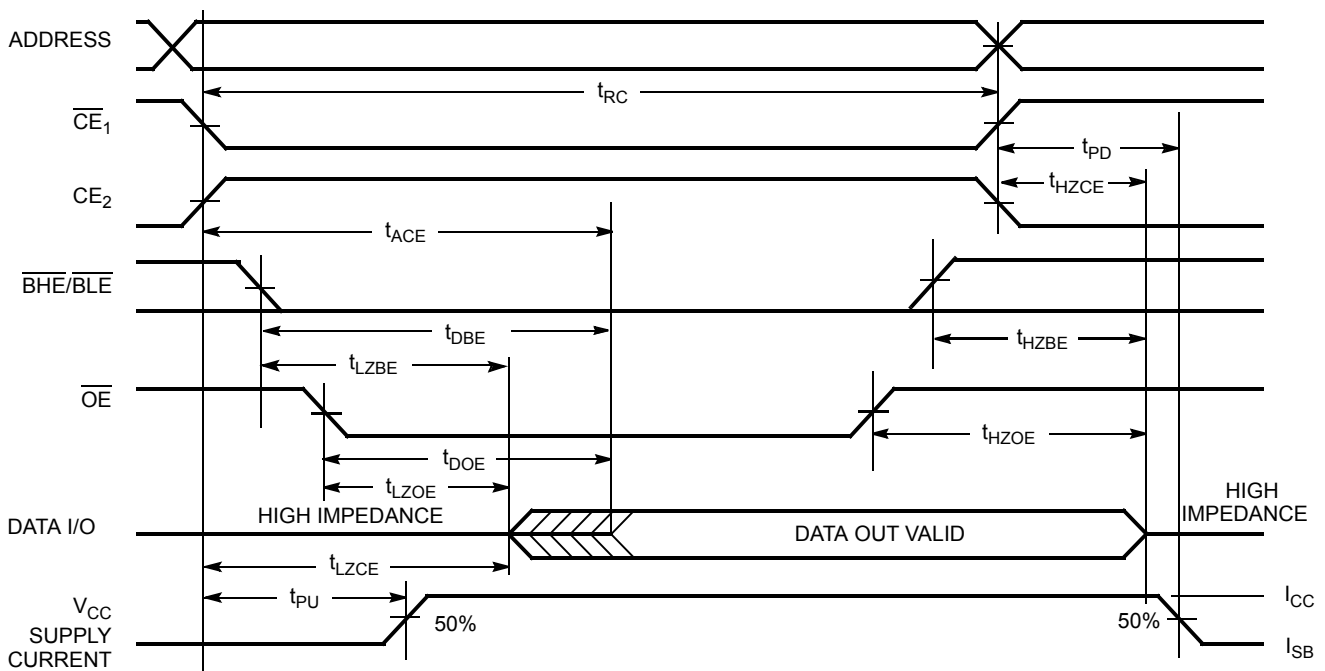 ADDRESS
tRC
CE1
tPD
tHZCE
CE2
tACE
BHE/BLE
tDBE
tHZBE
tLZBE
OE
tHZOE
tDOE
tLZOE
HIGH IMPEDANCE
HIGH
IMPEDANCE
DATA I/O
DATA OUT VALID
tLZCE
tPU
VCC
SUPPLY
CURRENT
50%
50%
ICC
ISB